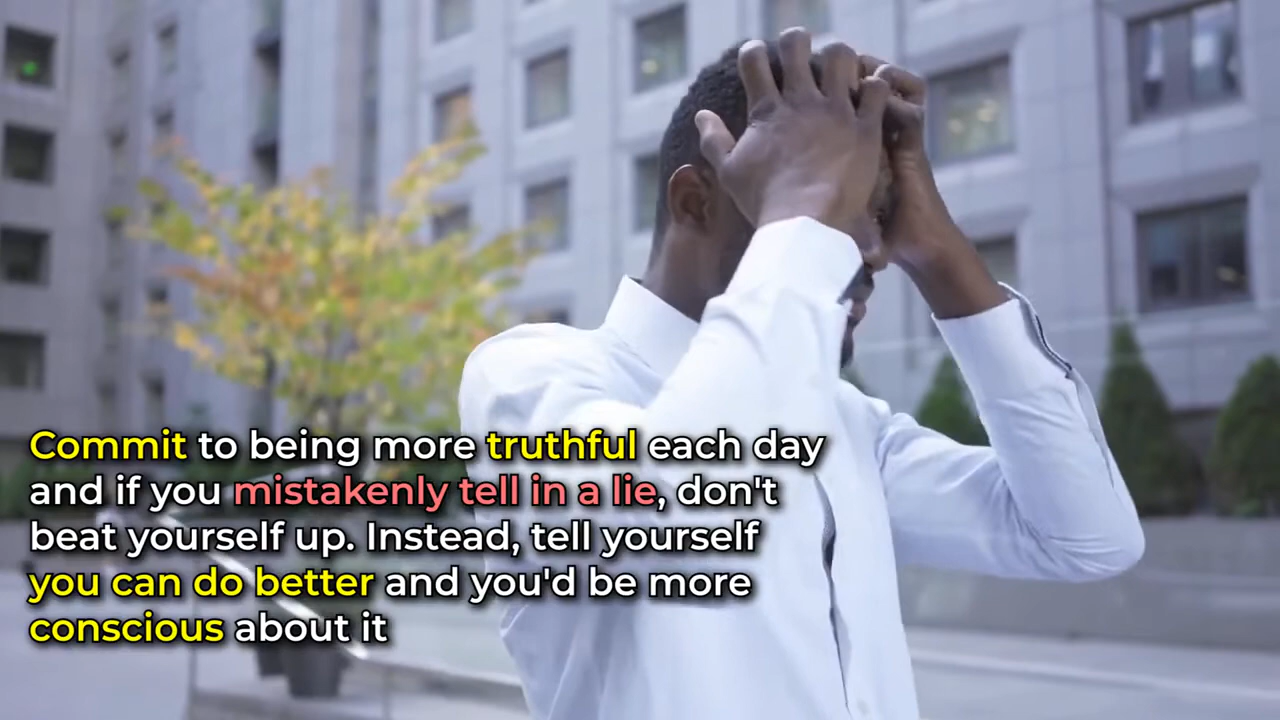 Commit to being more truthful each day
and if you mistakenly tell in a lie, don't
beat yourself up. Instead, tell yourself
you can do better and you'd be more
conscious about it